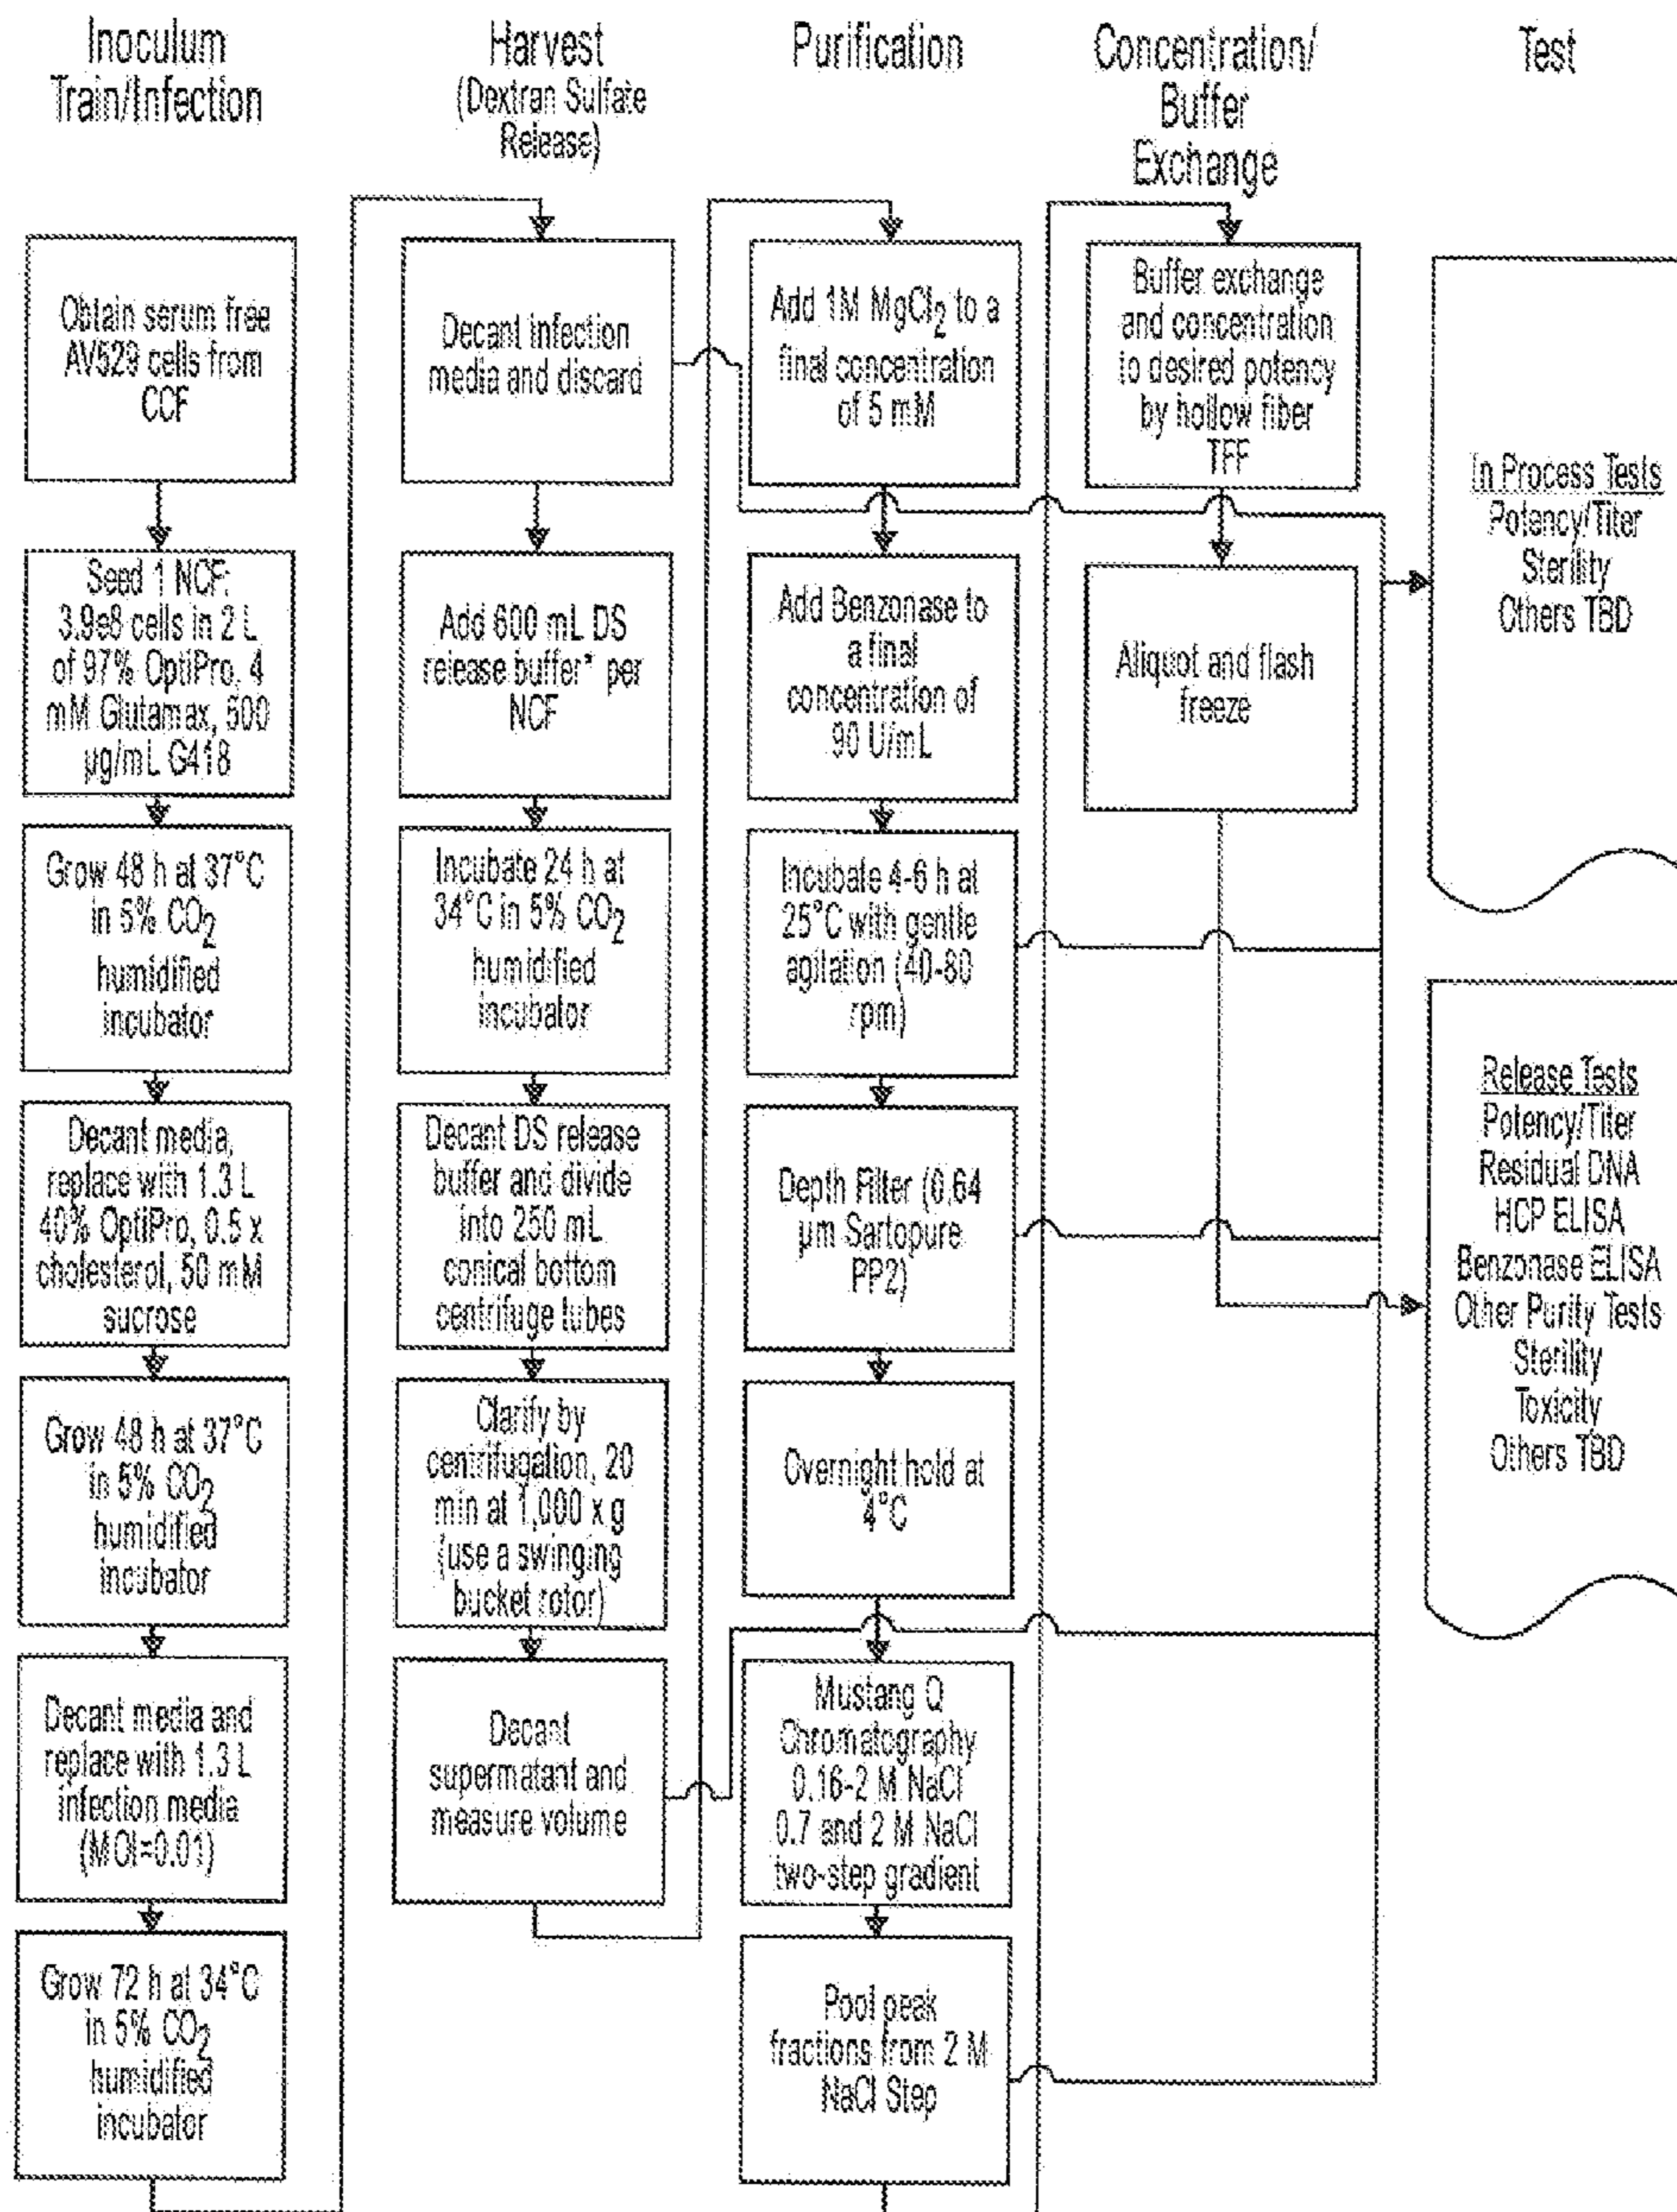 Inoculum
Train/Infection
Obtain serum free
AV529 cells from
CCF
Seed 1 NCF:
3.9e8 cells in 2 L
of 97% OptiPro, 4
mM Glutamax, 500
µg/mL G418
Grow 48 h at 37°C
in 5% CO2
humidified
incubator
Decant media,
replace with 1.3 L
40% OptiPro, 0.5 x
cholesterol, 50 mM
sucrose
Grow 48 h at 37°C
in 5% CO2
humidified
incubator
Decant media and
replace with 1.3 L
infection media
(MOI=0.01)
Grow 72 h at 34°C
in 5% CO2
humidified
incubator
Harvest
(Dextran Sulfate
Release)
Decant infection
media and discard
Add 600 mL DS
release buffer* per
NCF
Incubate 24 h at
34°C in 5% CO2
humidified
incubator
Decant DS release
buffer and divide
into 250 mL
conical bottom
centrifuge tubes
Clarify by
centrifugation, 20
min at 1,000 x g
(use a swinging
bucket rotor)
Decant
supermatant and
measure volume
Purification
Add 1M MgCl2 to a
final concentration
of 5 mM
Add Benzonase to
a final
concentration of
90 U/mL
Incubate 4-6 h at
25°C with gentle
agitation (40-80
rpm)
Depth Filter (0.64
µm Sartopure
PP2)
Overnight hold at
4°C
Mustang Q
Chromatography
0.16-2 M NaCl
0.7 and 2 M NaCl
two-step gradient
Pool peak
fractions from 2 M
NaCl Step
Concentration/
Buffer
Exchange
Buffer exchange
and concentration
to desired potency
by hollow fiber
TFF
Aliquot and flash
freeze
Test
In Process Tests
Potency/Titer
Sterility
Others TBD
Release Tests
Potency/Titer
Residual DNA
HCP ELISA
Benzonase ELISA
Other Purity Tests
Sterility
Toxicity
Others TBD